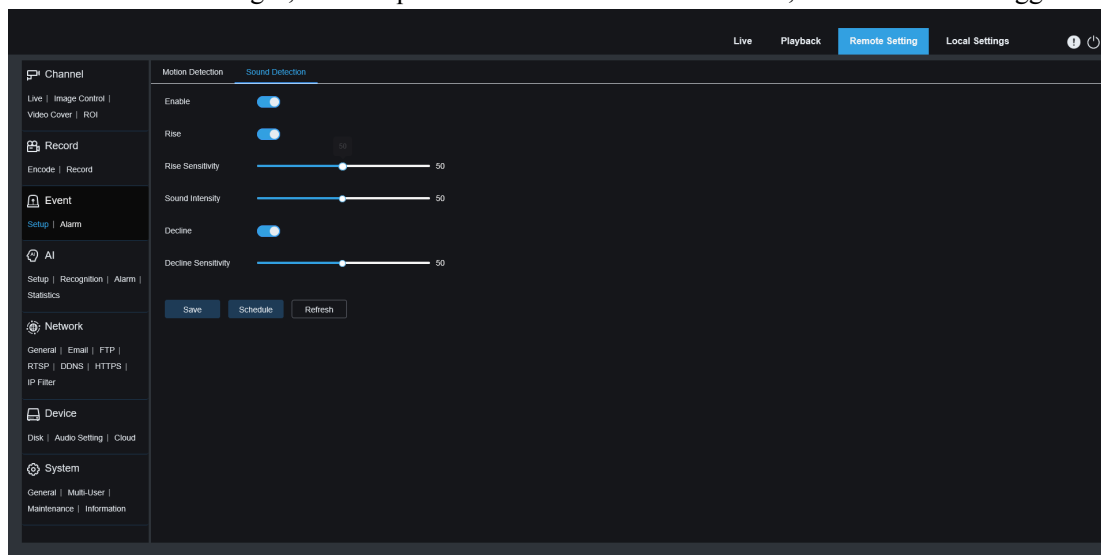 Live Playback Remote Setting Local Settings
Channel
Live | Image Control |
Video Cover | ROI
Record
Encode | Record
Event
Setup | Alarm
AI
Setup | Recognition | Alarm |
Statistics
Network
General | Email | FTP |
RTSP | DDNS | HTTPS |
IP Filter
Device
Disk | Audio Setting | Cloud
System
General | Multi-User |
Maintenance | Information
Motion Detection Sound Detection
Enable
Rise
50
Rise Sensitivity 50
Sound Intensity 50
Decline
Decline Sensitivity 50
Save Schedule Refresh